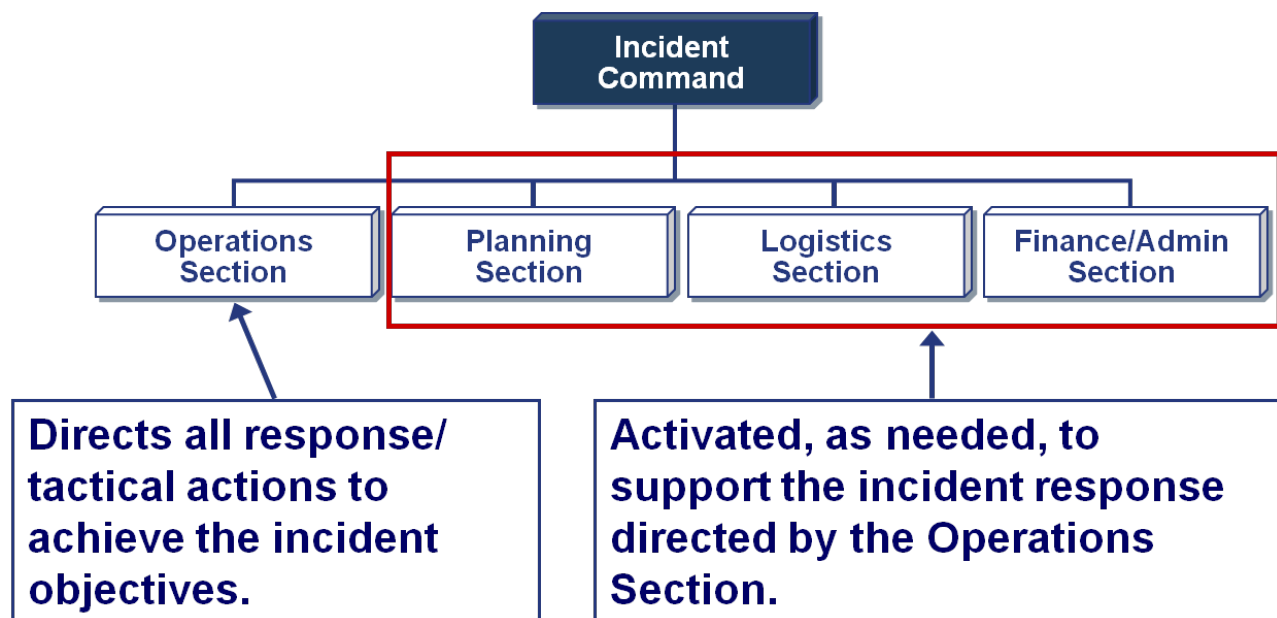 Incident
Command
Operations
Section
Planning
Section
Logistics
Section
Finance/Admin
Section
Directs all response/
tactical actions to
achieve the incident
objectives.
Activated, as needed, to
support the incident response
directed by the Operations
Section.